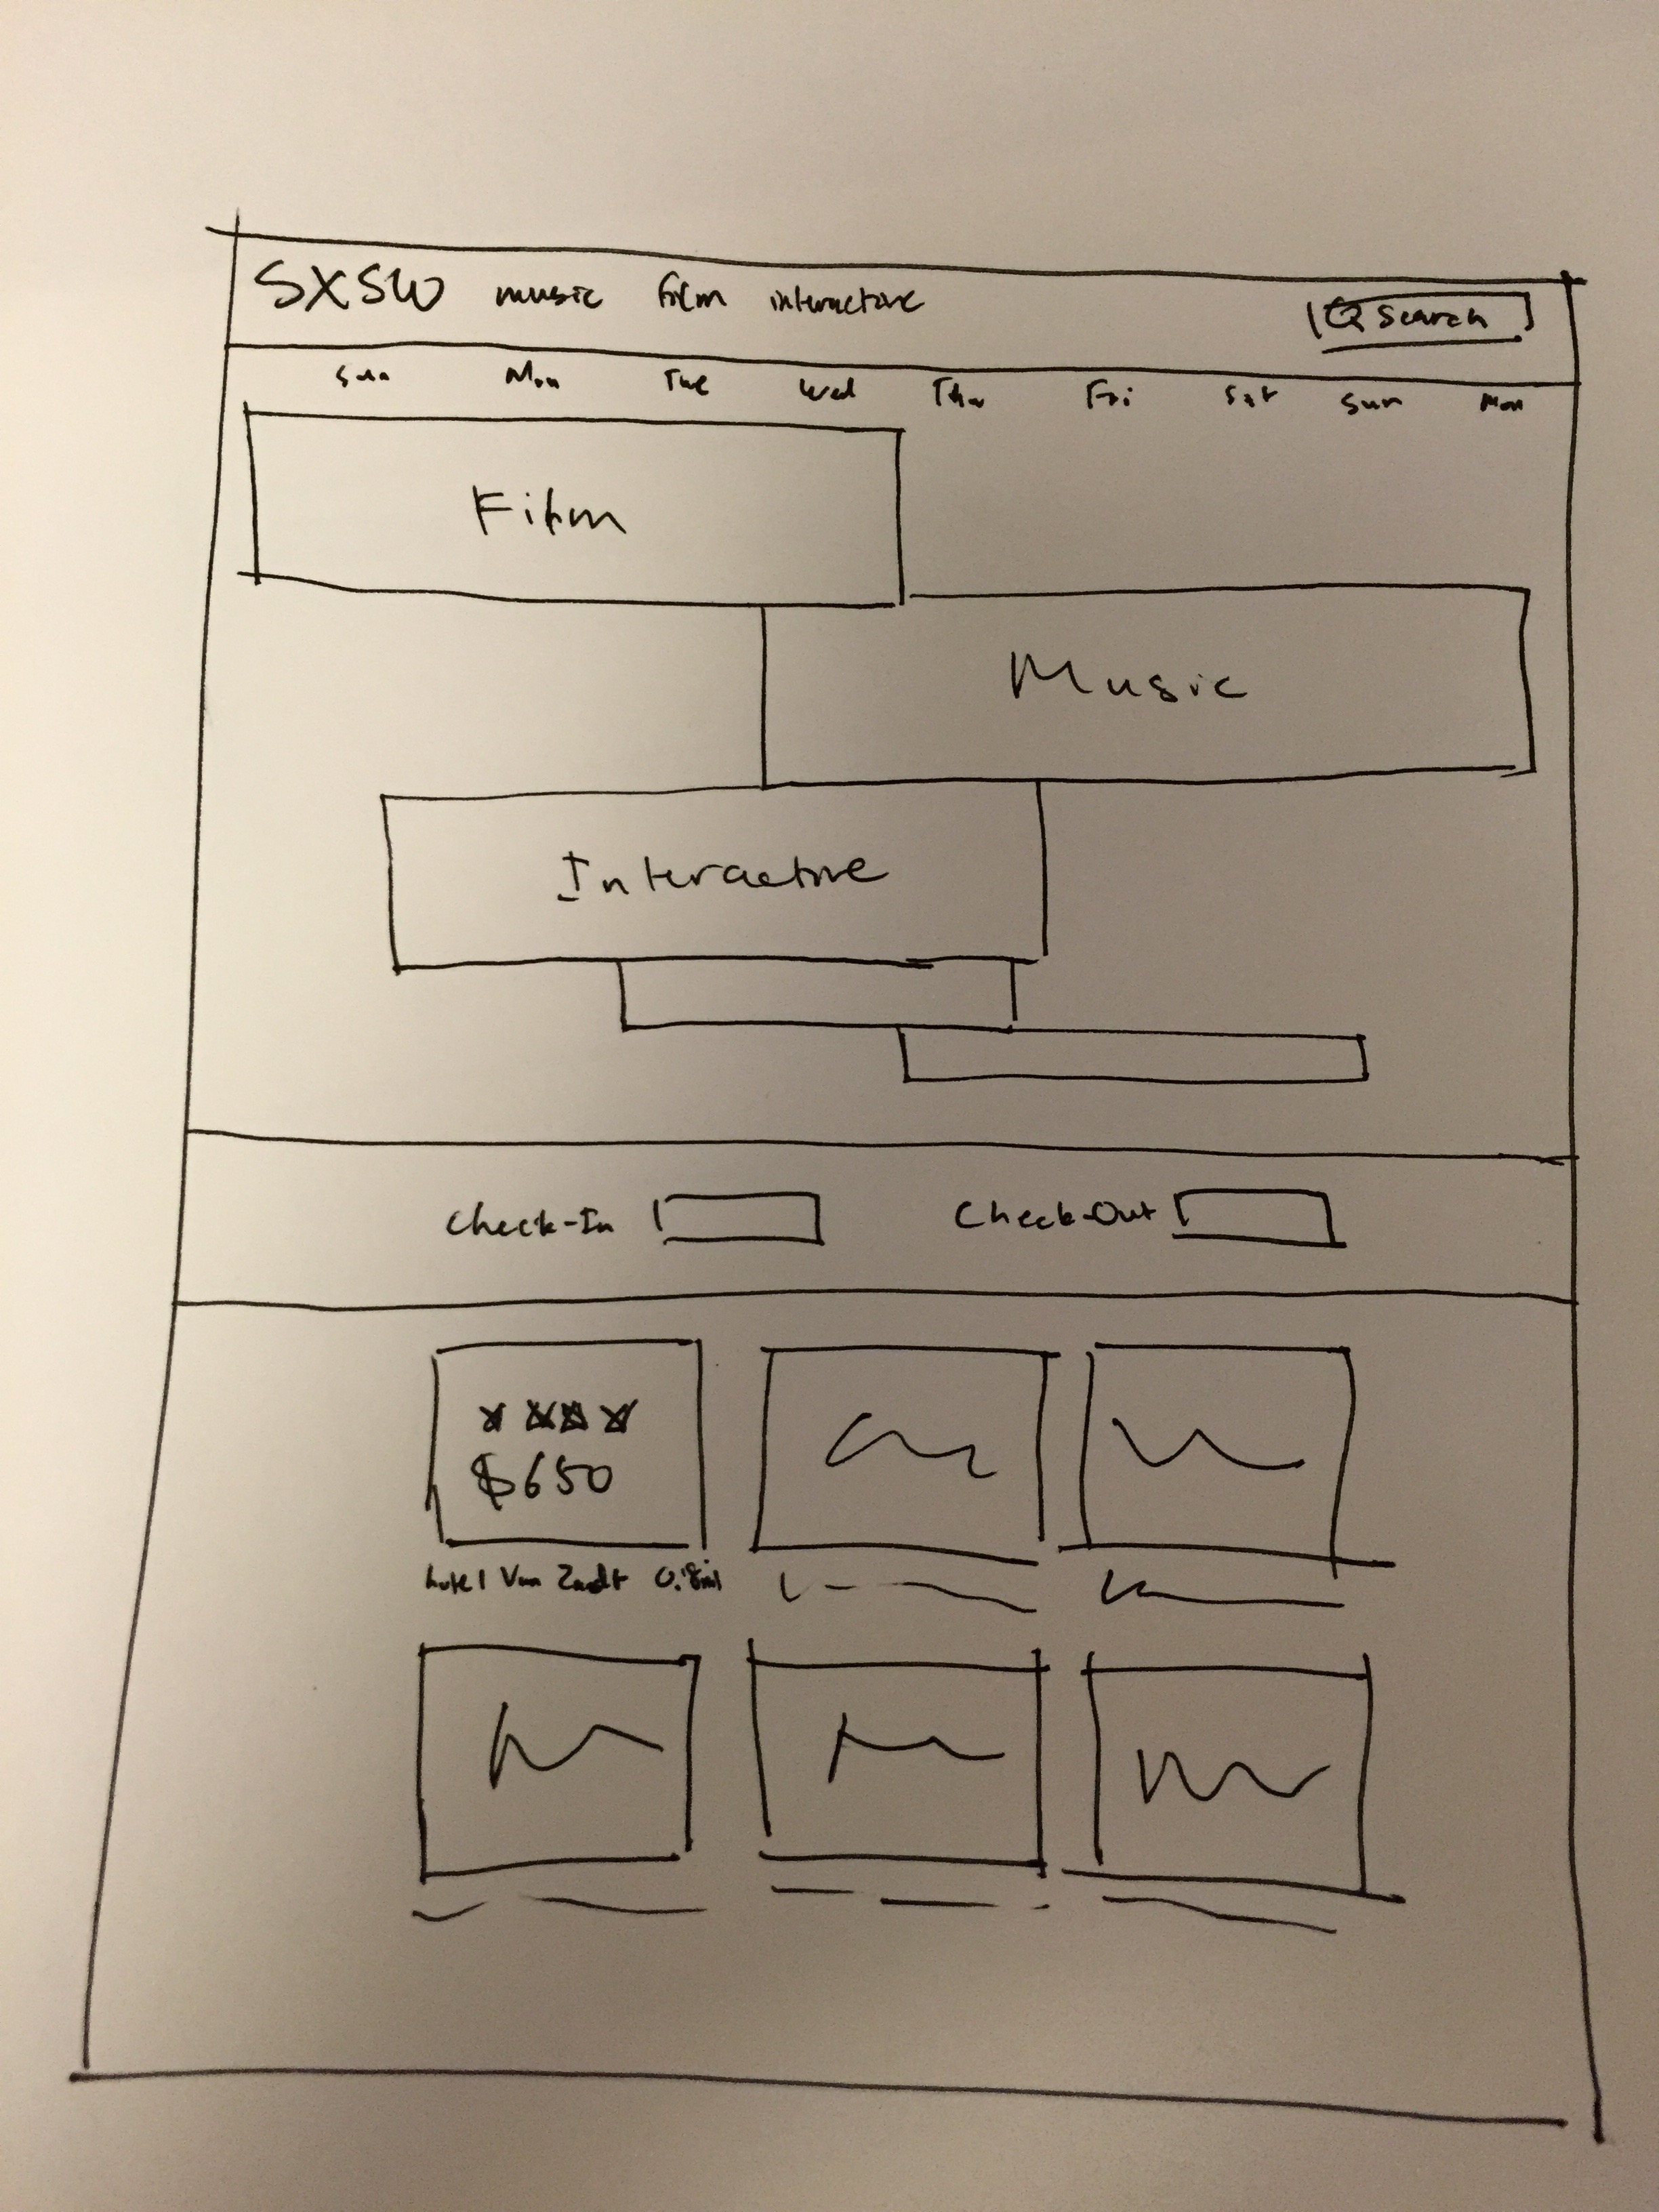 SXSW music film interactive Search
Sun Mon Tue Wed Thu Fri Sat Sun Mon
Film
Music
Interactive
Check-In Check-Out
$650
hotel Van Zandt 0.8mi